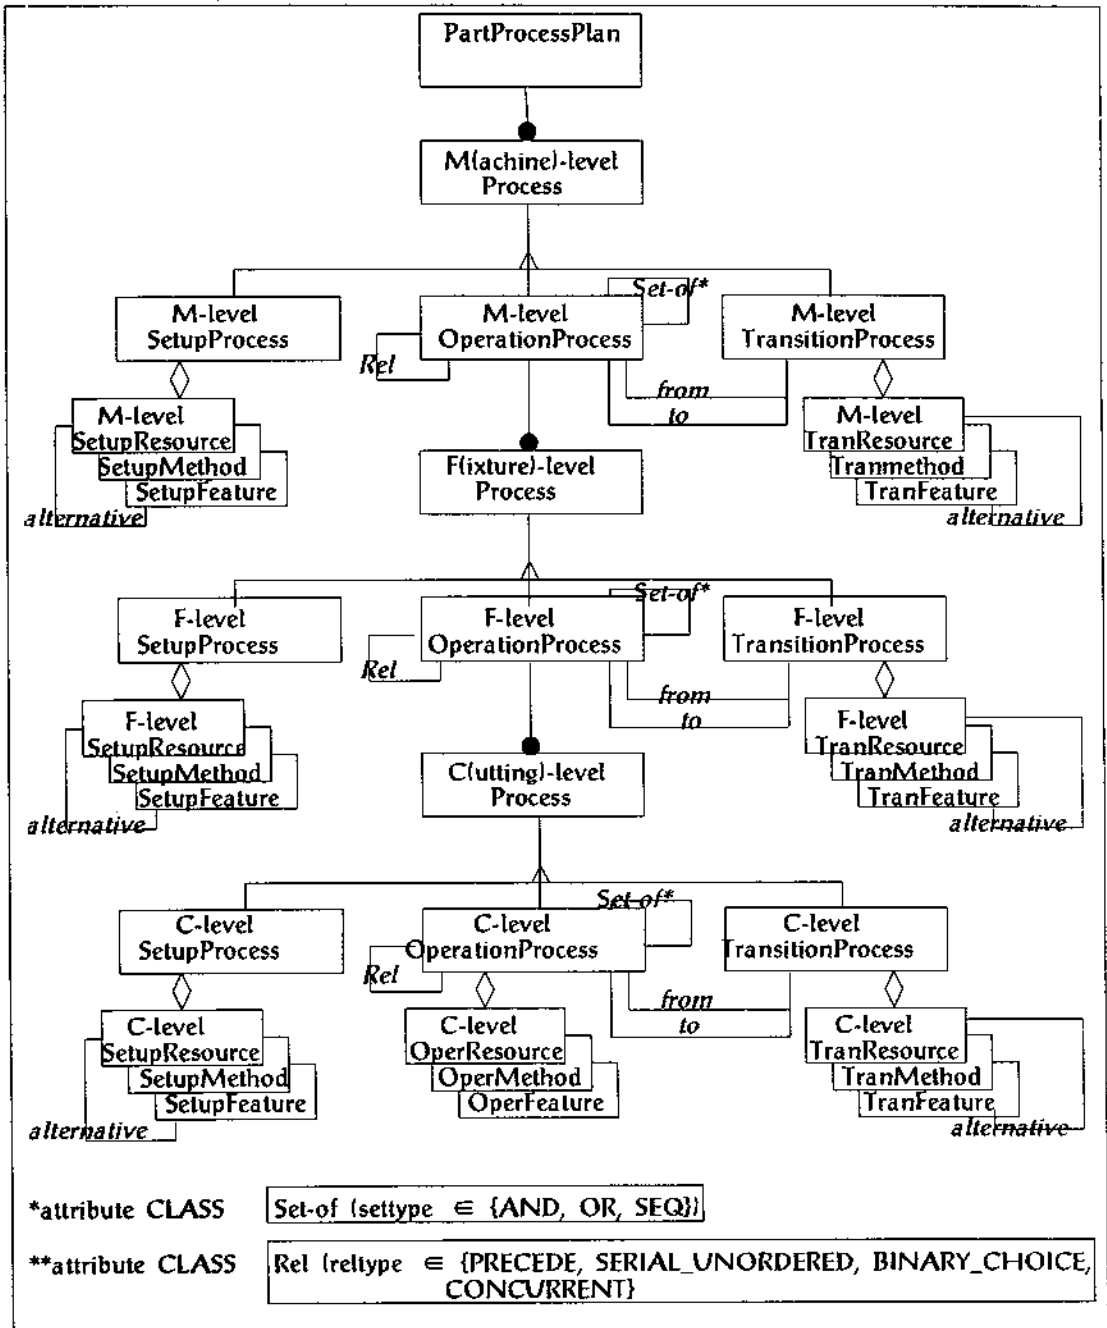 PartProcessPlan
M(achine)-level
Process
Set-of*
M-level
SetupProcess
M-level
OperationProcess
M-level
TransitionProcess
Rel
from
to
M-level
SetupResource
SetupMethod
SetupFeature
alternative
M-level
TranResource
Tranmethod
TranFeature
alternative
F(ixture)-level
Process
Set-of*
F-level
SetupProcess
F-level
OperationProcess
F-level
TransitionProcess
Rel
from
to
F-level
SetupResource
SetupMethod
SetupFeature
alternative
F-level
TranResource
TranMethod
TranFeature
alternative
C(utting)-level
Process
Set-of*
C-level
SetupProcess
C-level
OperationProcess
C-level
TransitionProcess
Rel
from
to
C-level
SetupResource
SetupMethod
SetupFeature
alternative
C-level
OperResource
OperMethod
OperFeature
C-level
TranResource
TranMethod
TranFeature
alternative
*attribute CLASS Set-of (settype ∈ {AND, OR, SEQ})
**attribute CLASS Rel (reltype ∈ {PRECEDE, SERIAL_UNORDERED, BINARY_CHOICE,
CONCURRENT}